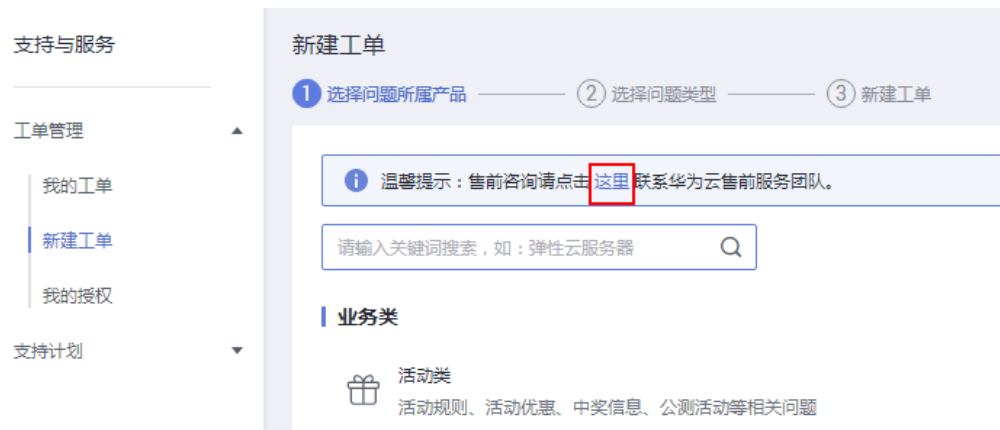 支持与服务
工单管理
我的工单
新建工单
我的授权
支持计划
新建工单
1 选择问题所属产品 2 选择问题类型 3 新建工单
温馨提示：售前咨询请点击 这里 联系华为云售前服务团队。
请输入关键词搜索，如：弹性云服务器
业务类
活动类
活动规则、活动优惠、中奖信息、公测活动等相关问题